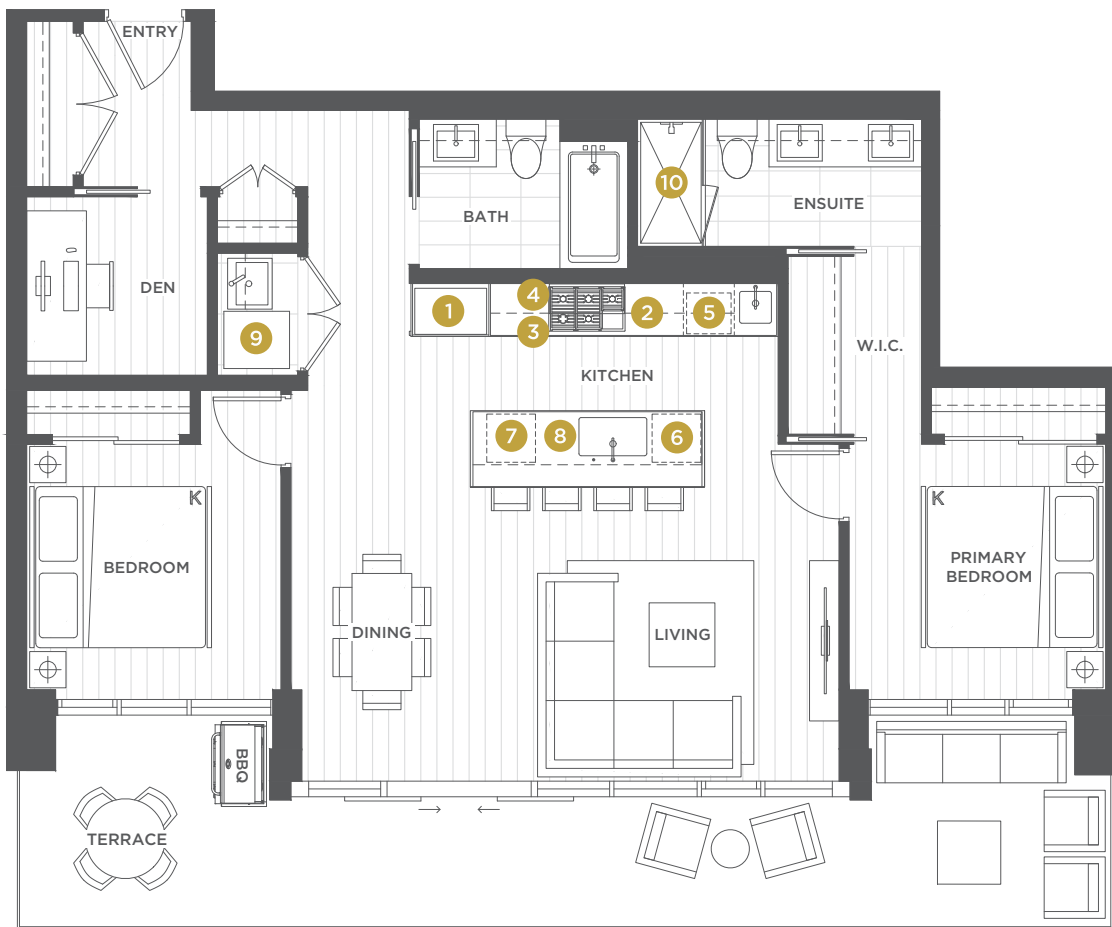 ENTRY
BATH
10
ENSUITE
DEN
1
4
3
2
5
9
W.I.C.
KITCHEN
7
8
6
K
K
BEDROOM
PRIMARY
BEDROOM
DINING
LIVING
BBQ
TERRACE